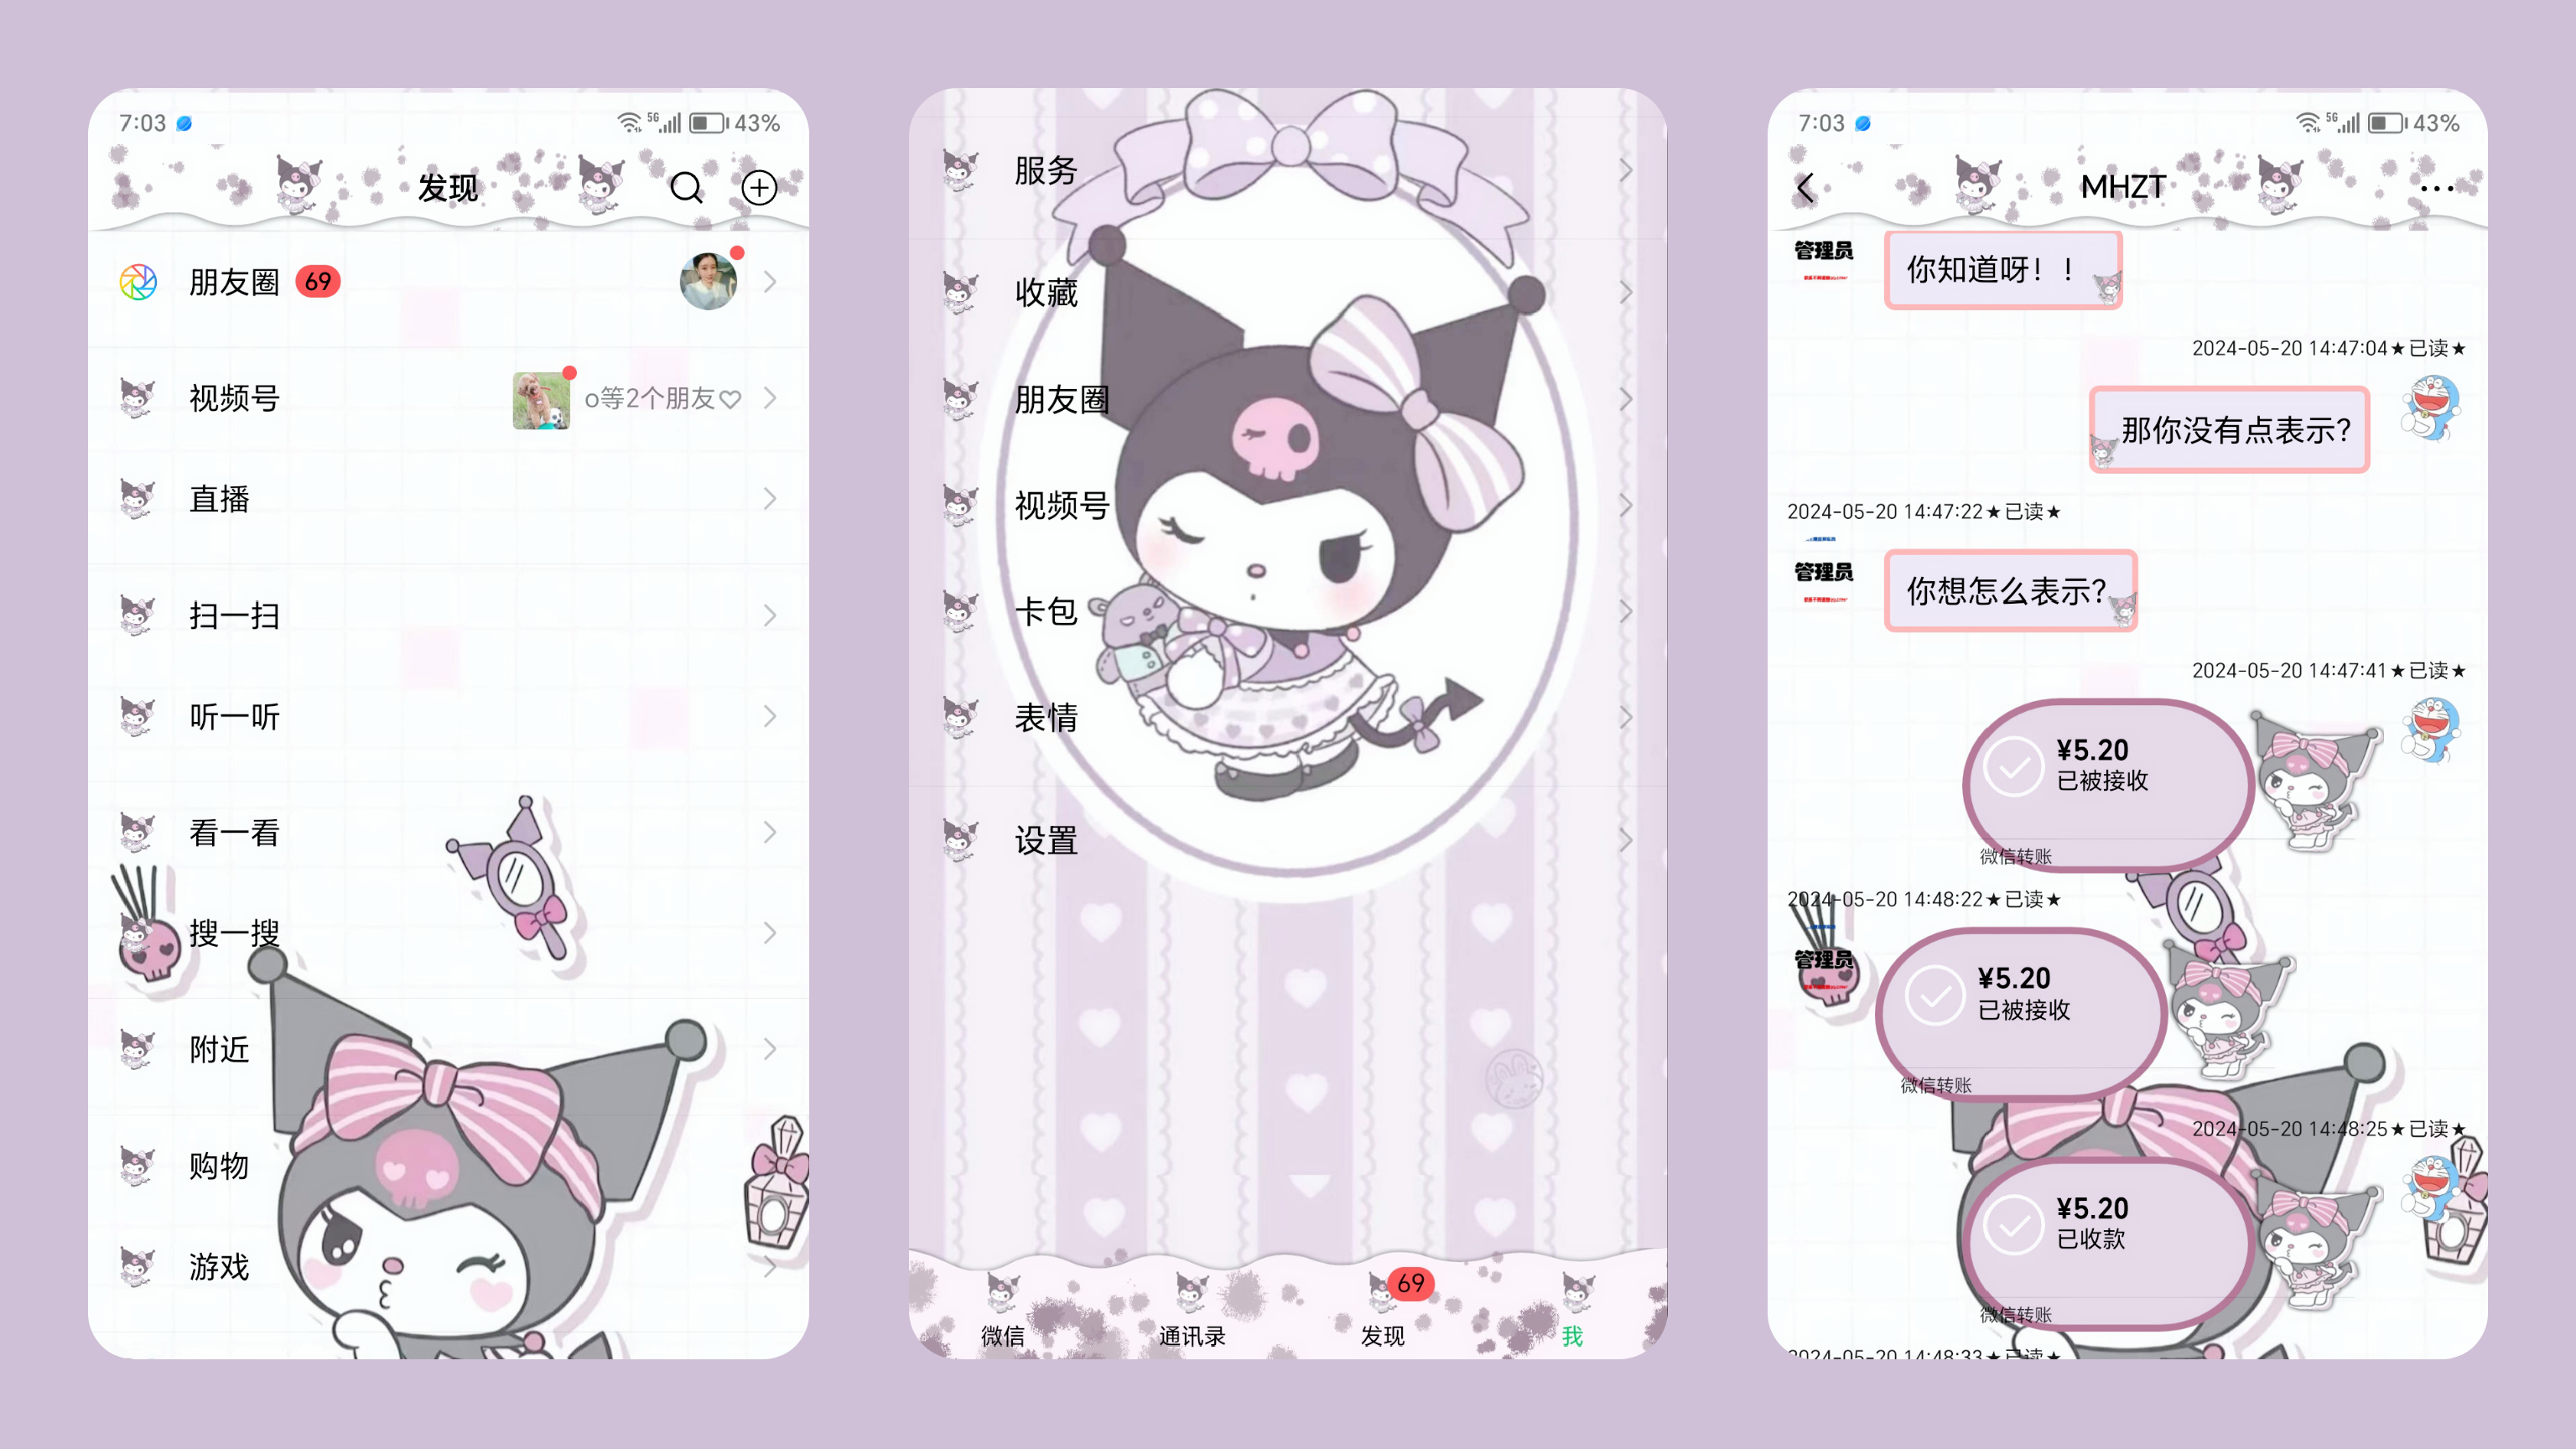 7:03
5G
43%
发现
朋友圈 69
视频号 o等2个朋友♡
直播
扫一扫
听一听
看一看
搜一搜
附近
购物
游戏
服务
收藏
朋友圈
视频号
卡包
表情
设置
微信
通讯录
发现
69
我
7:03
5G
43%
MHZT
管理员
你知道呀！！
2024-05-20 14:47:04★已读★
那你没有点表示?
2024-05-20 14:47:22★已读★
管理员
你想怎么表示?
2024-05-20 14:47:41★已读★
¥5.20
已被接收
微信转账
2024-05-20 14:48:22★已读★
管理员
¥5.20
已被接收
微信转账
2024-05-20 14:48:25★已读★
¥5.20
已收款
微信转账
2024-05-20 14:48:33★已读★